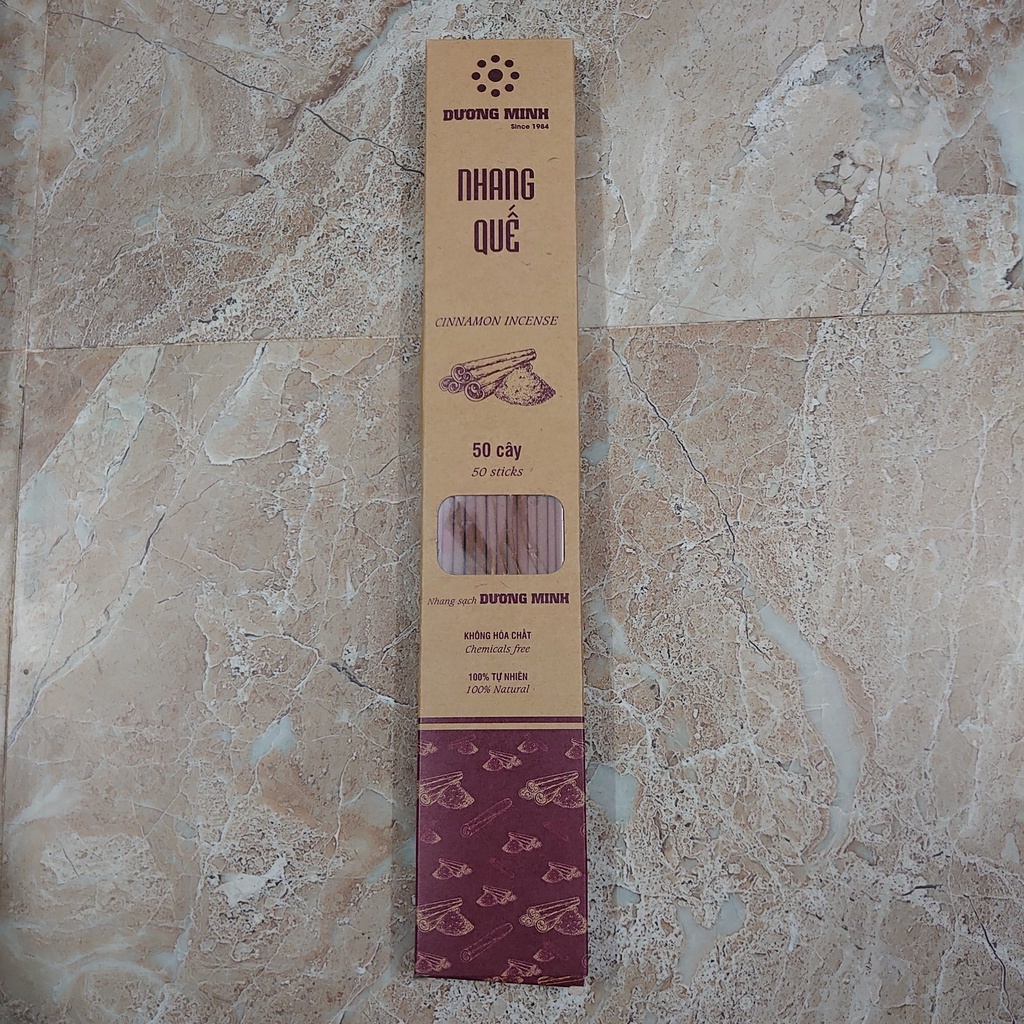 DƯƠNG MINH
Since 1984
NHANG
QUẾ
CINNAMON INCENSE
50 cây
50 sticks
Nhang sạch DƯƠNG MINH
KHÔNG HÓA CHẤT
Chemicals free
100% TỰ NHIÊN
100% Natural